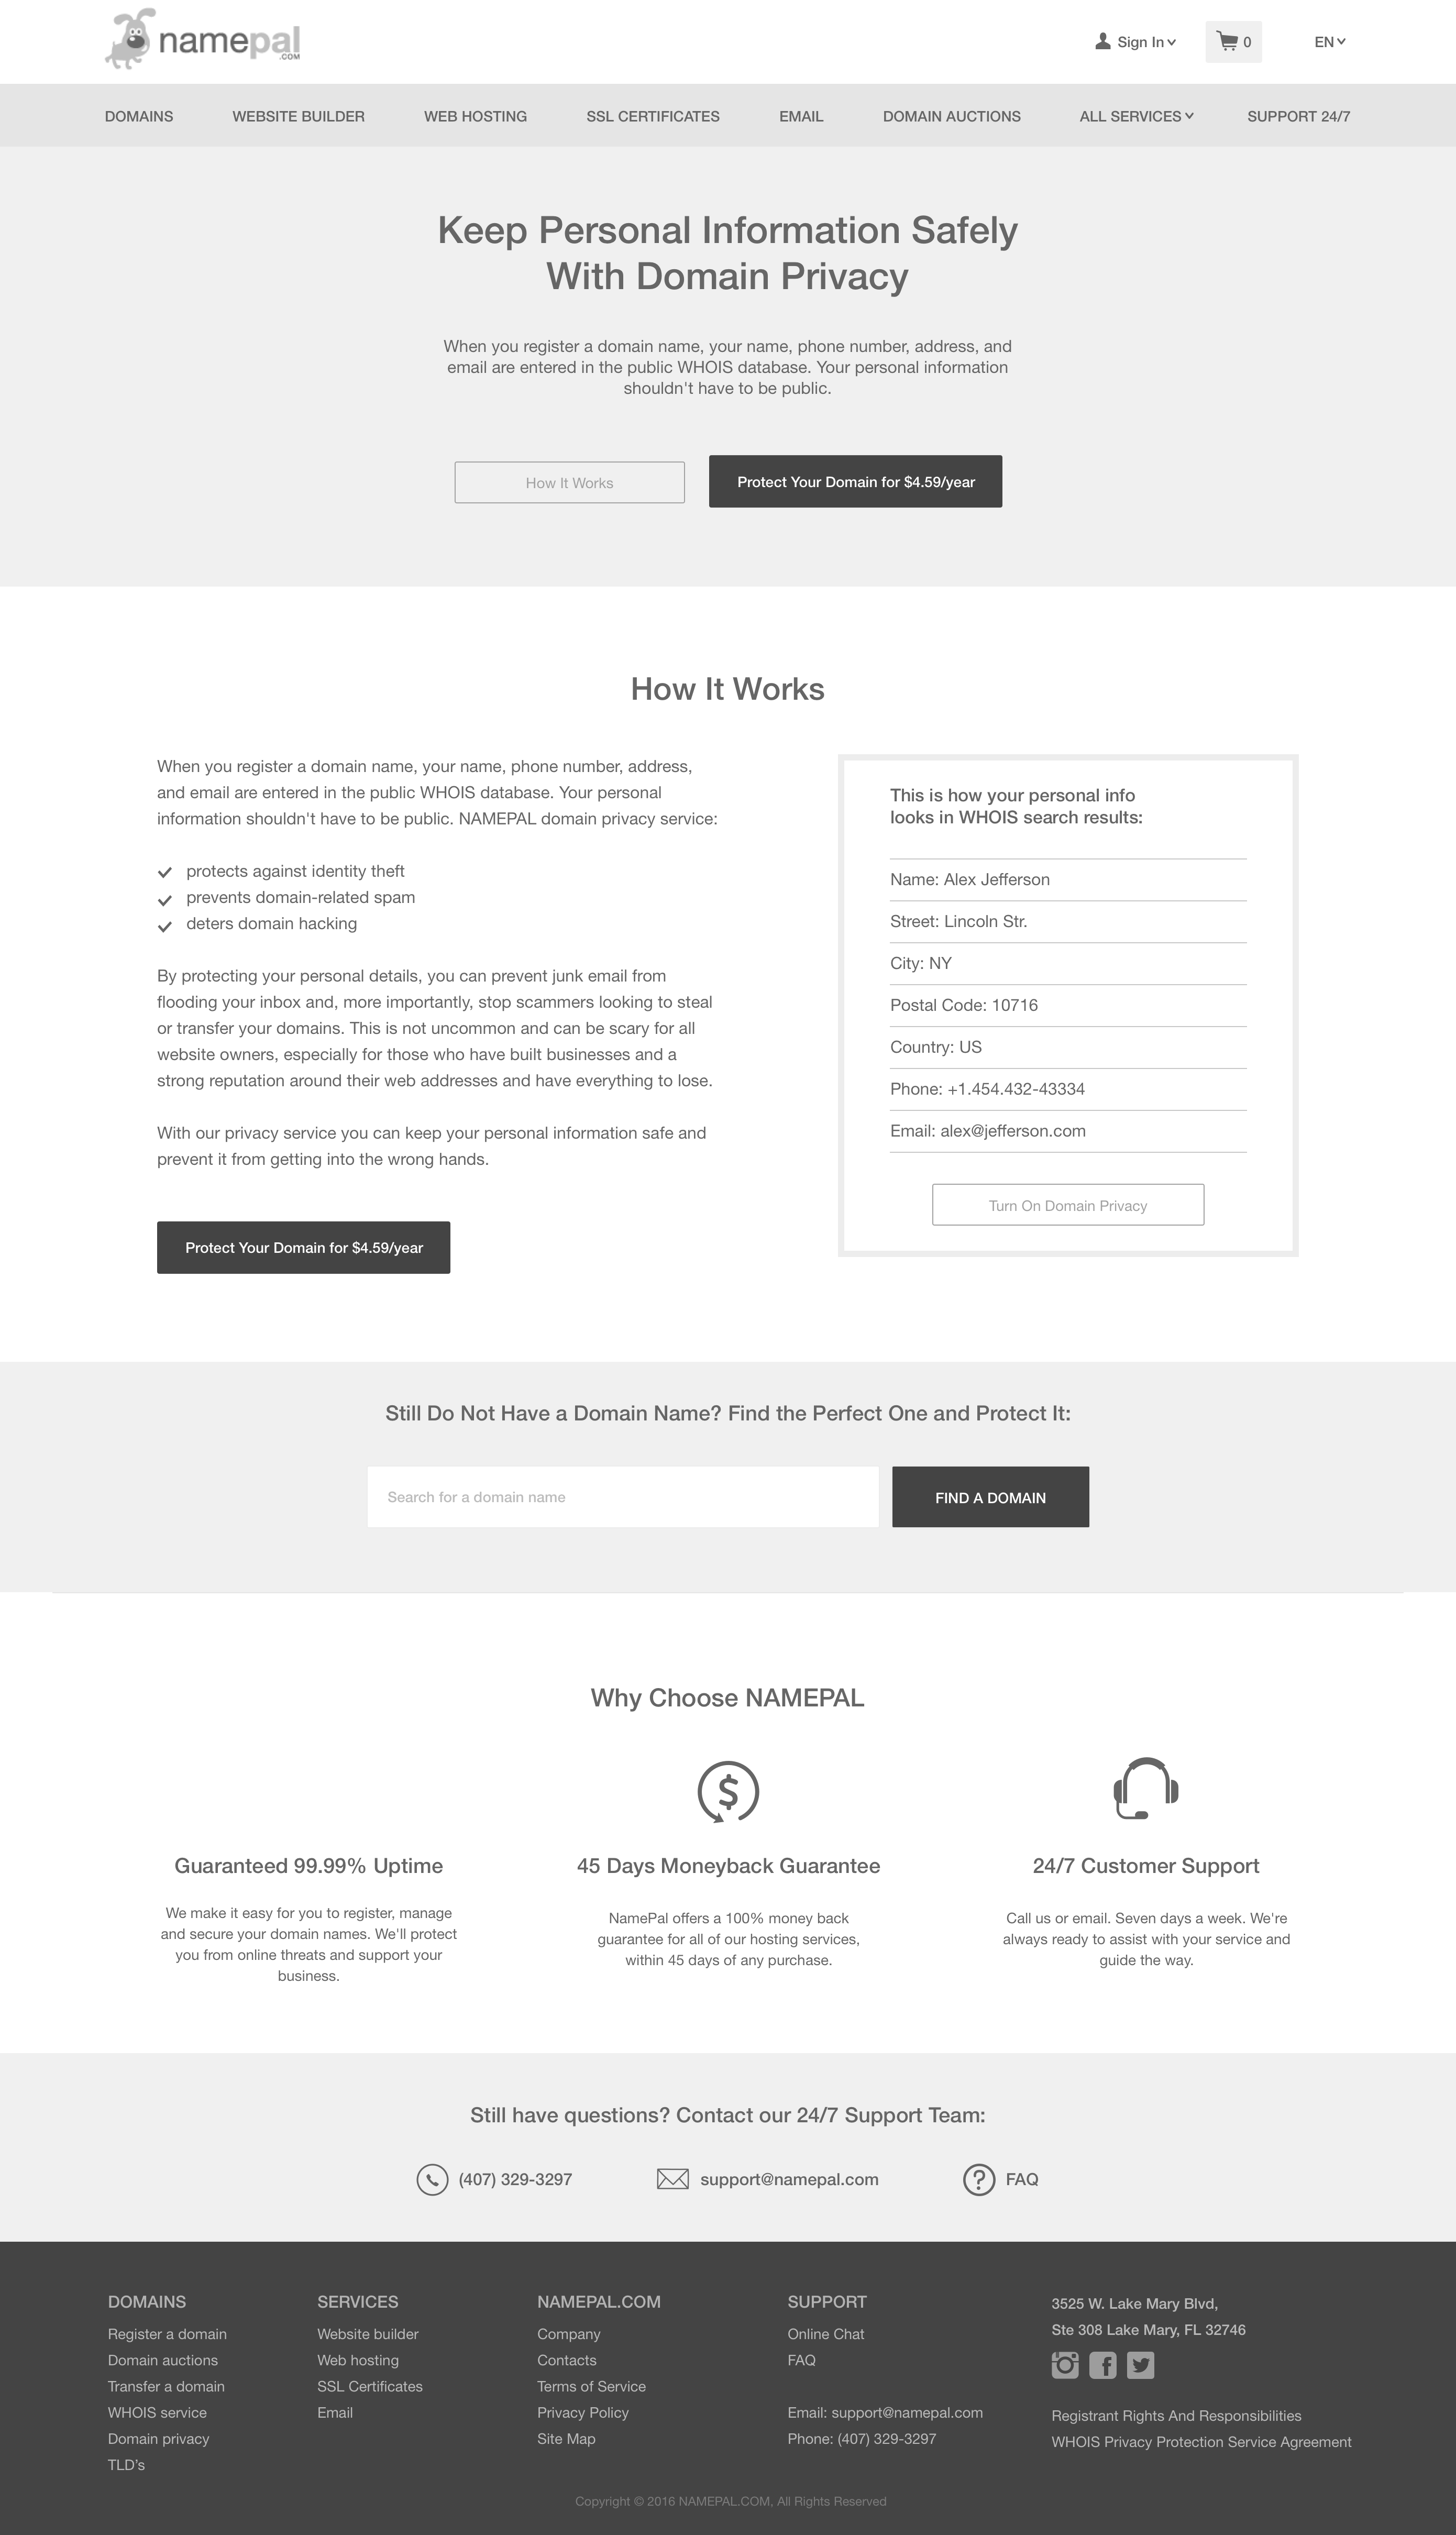 namepal
.COM
Sign In
0
EN
DOMAINS
WEBSITE BUILDER
WEB HOSTING
SSL CERTIFICATES
EMAIL
DOMAIN AUCTIONS
ALL SERVICES
SUPPORT 24/7
Keep Personal Information Safely
With Domain Privacy
When you register a domain name, your name, phone number, address, and
email are entered in the public WHOIS database. Your personal information
shouldn't have to be public.
How It Works
Protect Your Domain for $4.59/year
How It Works
When you register a domain name, your name, phone number, address,
and email are entered in the public WHOIS database. Your personal
information shouldn't have to be public. NAMEPAL domain privacy service:
protects against identity theft
prevents domain-related spam
deters domain hacking
By protecting your personal details, you can prevent junk email from
flooding your inbox and, more importantly, stop scammers looking to steal
or transfer your domains. This is not uncommon and can be scary for all
website owners, especially for those who have built businesses and a
strong reputation around their web addresses and have everything to lose.
With our privacy service you can keep your personal information safe and
prevent it from getting into the wrong hands.
Protect Your Domain for $4.59/year
This is how your personal info
looks in WHOIS search results:
Name: Alex Jefferson
Street: Lincoln Str.
City: NY
Postal Code: 10716
Country: US
Phone: +1.454.432-43334
Email: alex@jefferson.com
Turn On Domain Privacy
Still Do Not Have a Domain Name? Find the Perfect One and Protect It:
Search for a domain name
FIND A DOMAIN
Why Choose NAMEPAL
Guaranteed 99.99% Uptime
We make it easy for you to register, manage
and secure your domain names. We'll protect
you from online threats and support your
business.
45 Days Moneyback Guarantee
NamePal offers a 100% money back
guarantee for all of our hosting services,
within 45 days of any purchase.
24/7 Customer Support
Call us or email. Seven days a week. We're
always ready to assist with your service and
guide the way.
Still have questions? Contact our 24/7 Support Team:
(407) 329-3297
support@namepal.com
FAQ
DOMAINS
Register a domain
Domain auctions
Transfer a domain
WHOIS service
Domain privacy
TLD's
SERVICES
Website builder
Web hosting
SSL Certificates
Email
NAMEPAL.COM
Company
Contacts
Terms of Service
Privacy Policy
Site Map
SUPPORT
Online Chat
FAQ
Email: support@namepal.com
Phone: (407) 329-3297
3525 W. Lake Mary Blvd,
Ste 308 Lake Mary, FL 32746
Registrant Rights And Responsibilities
WHOIS Privacy Protection Service Agreement
Copyright © 2016 NAMEPAL.COM, All Rights Reserved